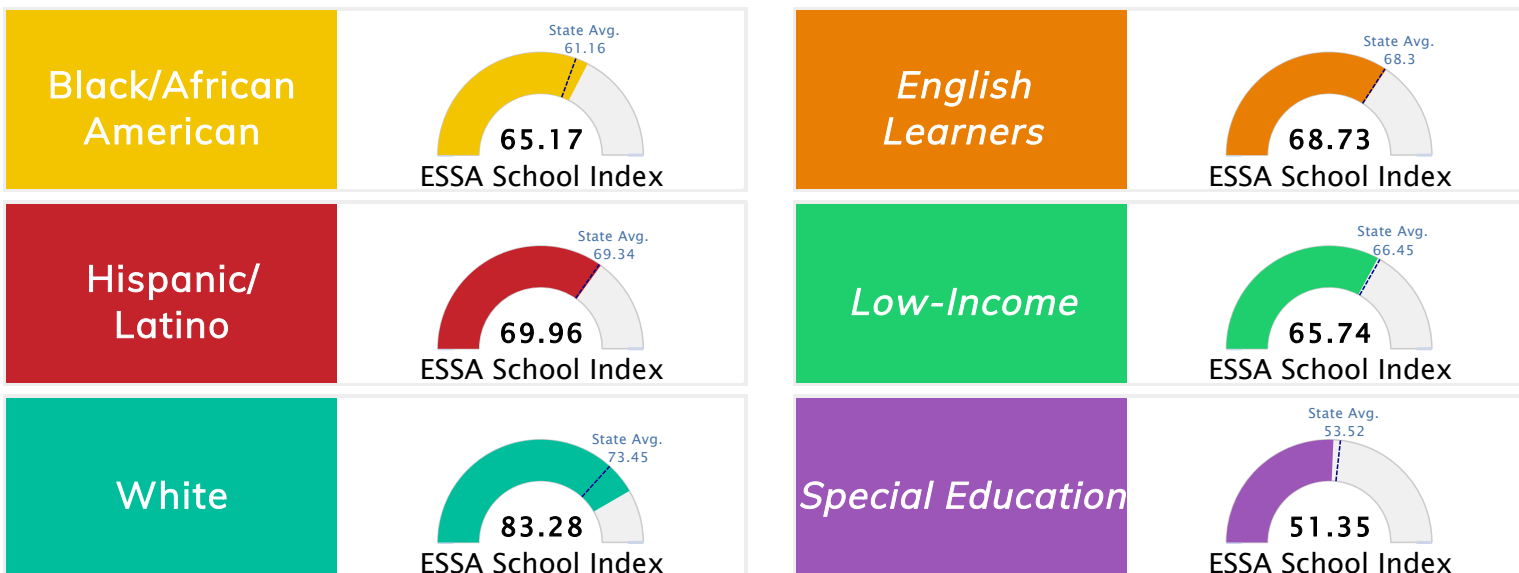 Black/African
American
State Avg.
61.16
65.17
ESSA School Index
English
Learners
State Avg.
68.3
68.73
ESSA School Index
Hispanic/
Latino
State Avg.
69.34
69.96
ESSA School Index
Low-Income
State Avg.
66.45
65.74
ESSA School Index
White
State Avg.
73.45
83.28
ESSA School Index
Special Education
State Avg.
53.52
51.35
ESSA School Index